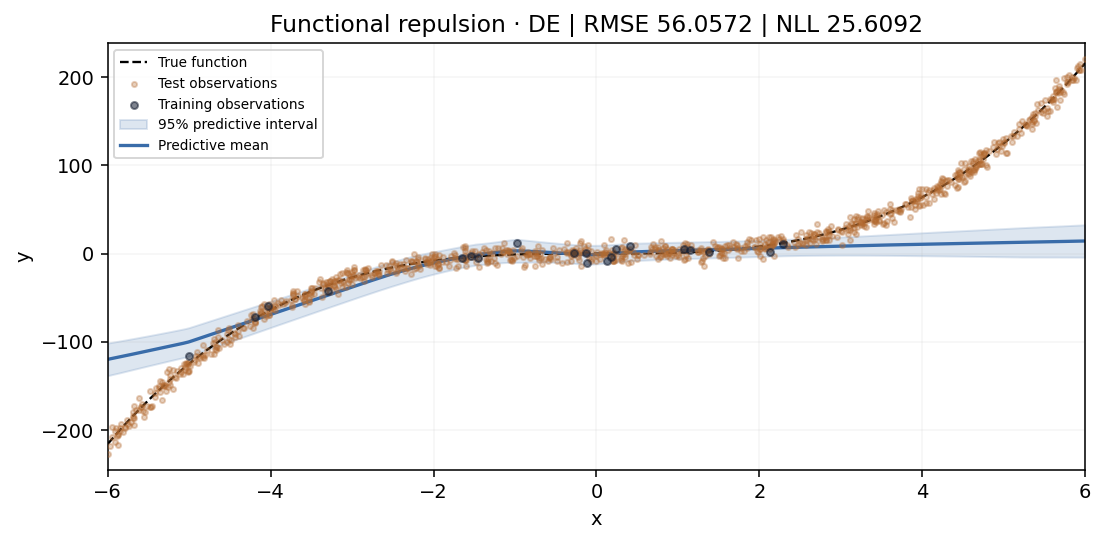 Functional repulsion · DE | RMSE 56.0572 | NLL 25.6092
True function
Test observations
Training observations
95% predictive interval
Predictive mean
y
200
100
0
−100
−200
−6
−4
−2
0
2
4
6
x